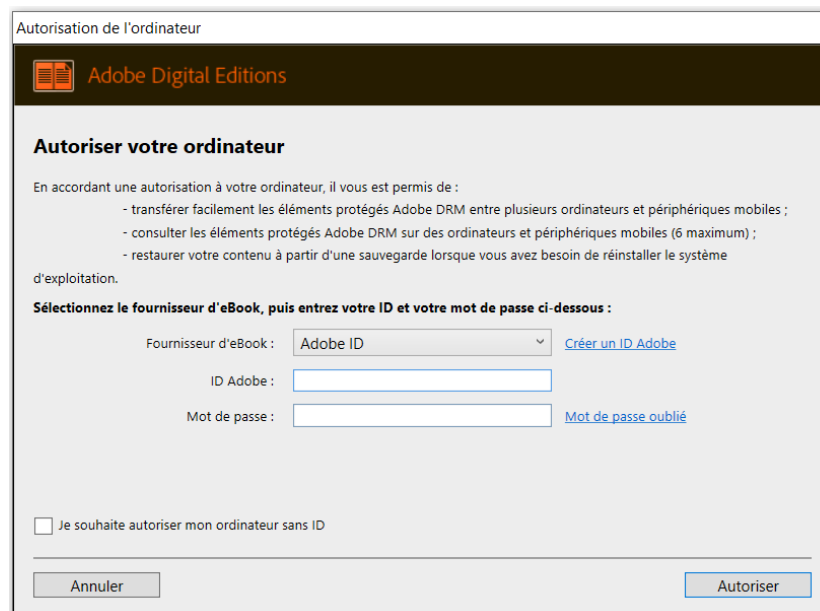 Autorisation de l'ordinateur
Adobe Digital Editions
Autoriser votre ordinateur
En accordant une autorisation à votre ordinateur, il vous est permis de :
- transférer facilement les éléments protégés Adobe DRM entre plusieurs ordinateurs et périphériques mobiles ;
- consulter les éléments protégés Adobe DRM sur des ordinateurs et périphériques mobiles (6 maximum) ;
- restaurer votre contenu à partir d'une sauvegarde lorsque vous avez besoin de réinstaller le système
d'exploitation.
Sélectionnez le fournisseur d'eBook, puis entrez votre ID et votre mot de passe ci-dessous :
Fournisseur d'eBook : Adobe ID Créer un ID Adobe
ID Adobe :
Mot de passe : Mot de passe oublié
Je souhaite autoriser mon ordinateur sans ID
Annuler Autoriser